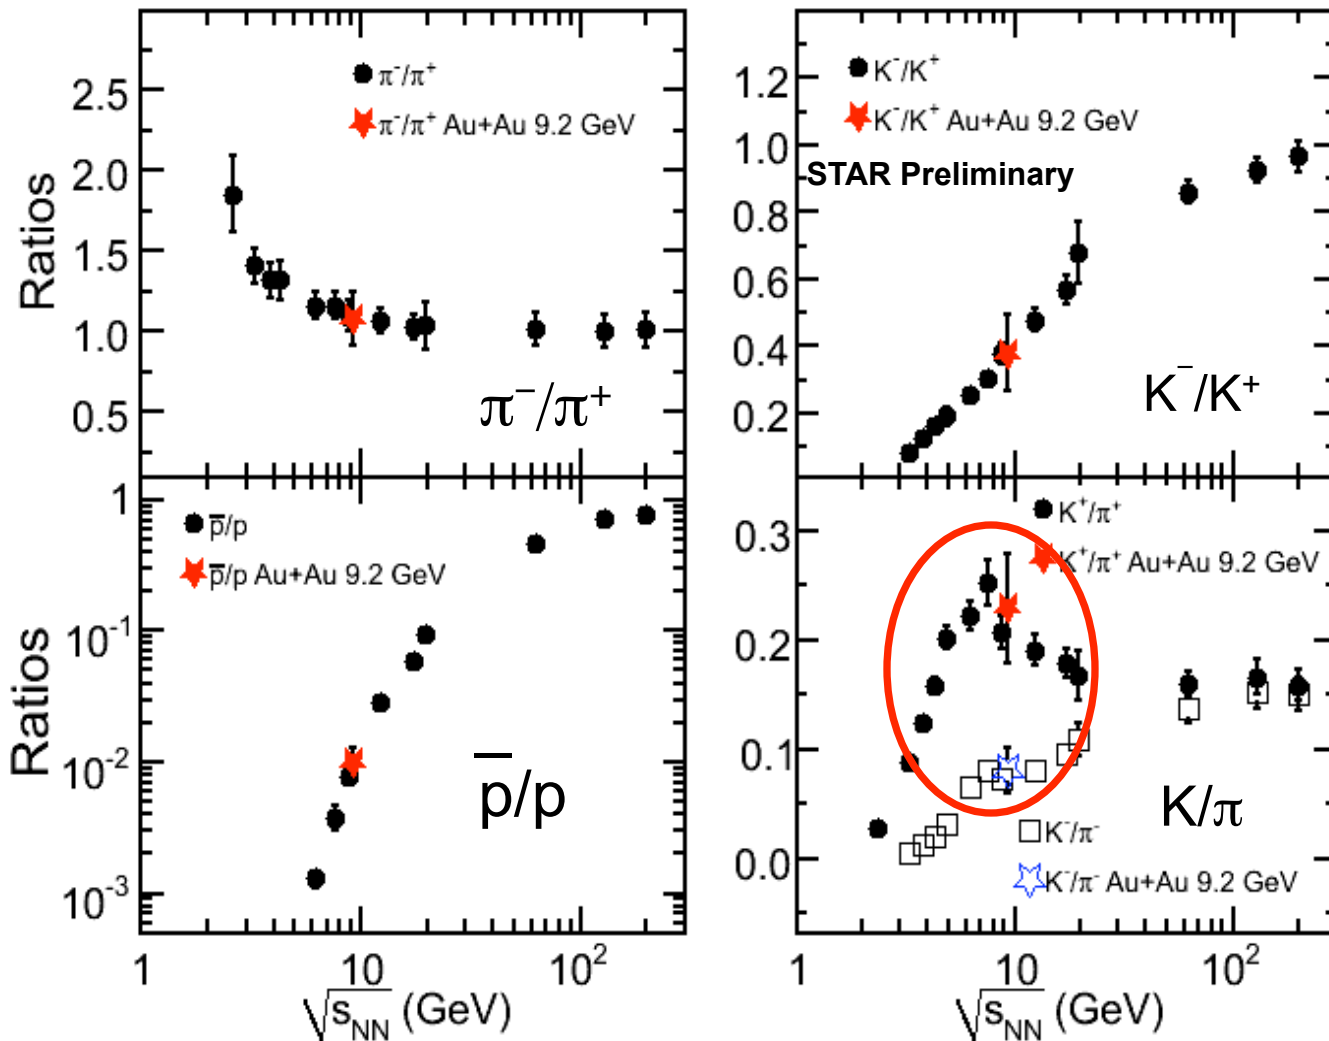 π⁻/π⁺
π⁻/π⁺ Au+Au 9.2 GeV
2.5
2.0
1.5
1.0
0.5
Ratios
π⁻/π⁺
K⁻/K⁺
K⁻/K⁺ Au+Au 9.2 GeV
STAR Preliminary
1.2
1.0
0.8
0.6
0.4
0.2
K⁻/K⁺
p̅/p
p̅/p Au+Au 9.2 GeV
1
10⁻¹
10⁻²
10⁻³
Ratios
p̅/p
1
10
10²
√s_NN (GeV)
K⁺/π⁺
K⁺/π⁺ Au+Au 9.2 GeV
0.3
0.2
0.1
0.0
K/π
K⁻/π⁻
K⁻/π⁻ Au+Au 9.2 GeV
1
10
10²
√s_NN (GeV)